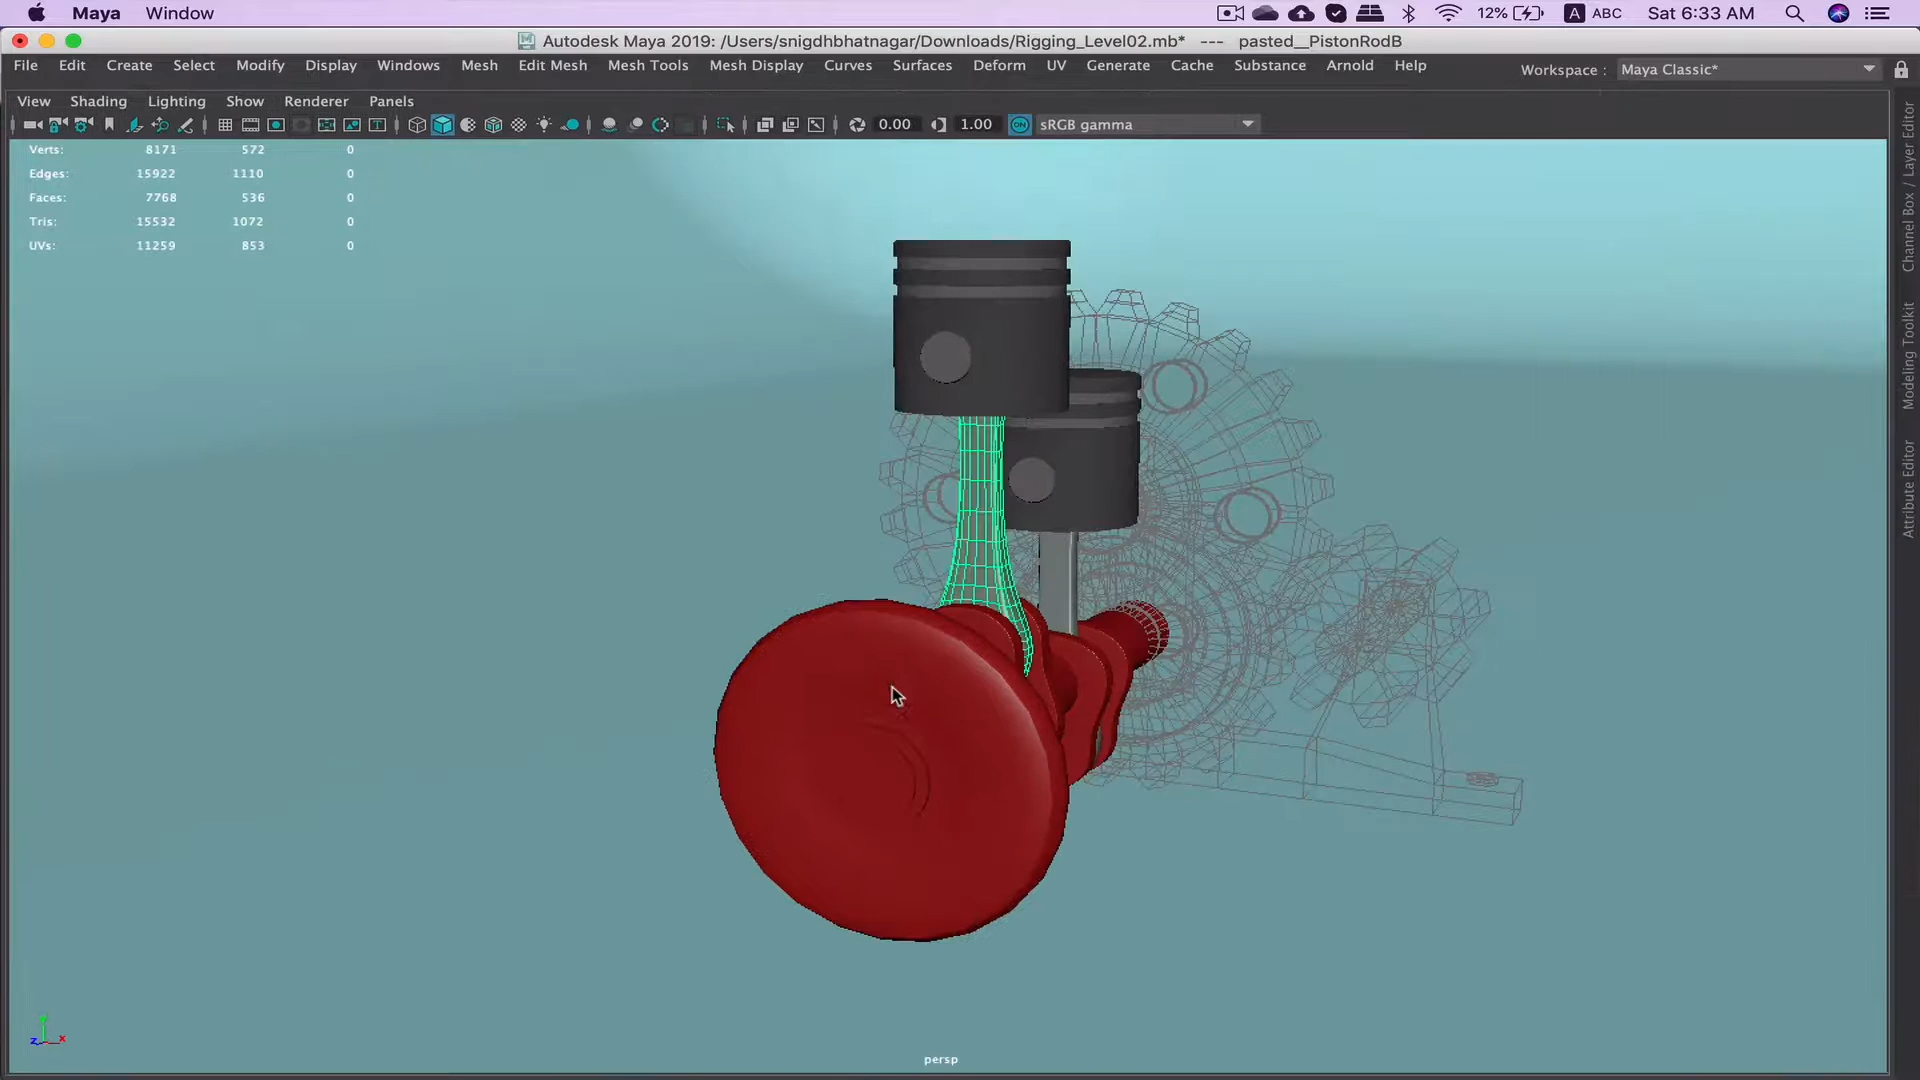 Maya Window 12% A ABC Sat 6:33 AM
Autodesk Maya 2019: /Users/snigdhbhatnagar/Downloads/Rigging_Level02.mb* --- pasted__PistonRodB
File Edit Create Select Modify Display Windows Mesh Edit Mesh Mesh Tools Mesh Display Curves Surfaces Deform UV Generate Cache Substance Arnold Help Workspace : Maya Classic*
View Shading Lighting Show Renderer Panels
0.00 1.00 ON sRGB gamma
Verts: 8171 572 0
Edges: 15922 1110 0
Faces: 7768 536 0
Tris: 15532 1072 0
UVs: 11259 853 0
Channel Box / Layer Editor
Modeling Toolkit
Attribute Editor
y
z x
persp